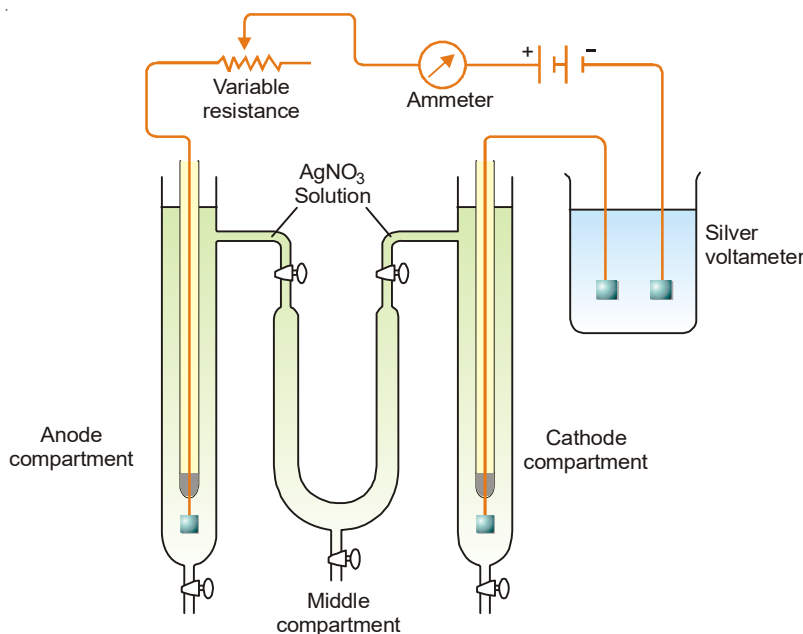 Variable
resistance
Ammeter
+
–
AgNO3
Solution
Silver
voltameter
Anode
compartment
Cathode
compartment
Middle
compartment